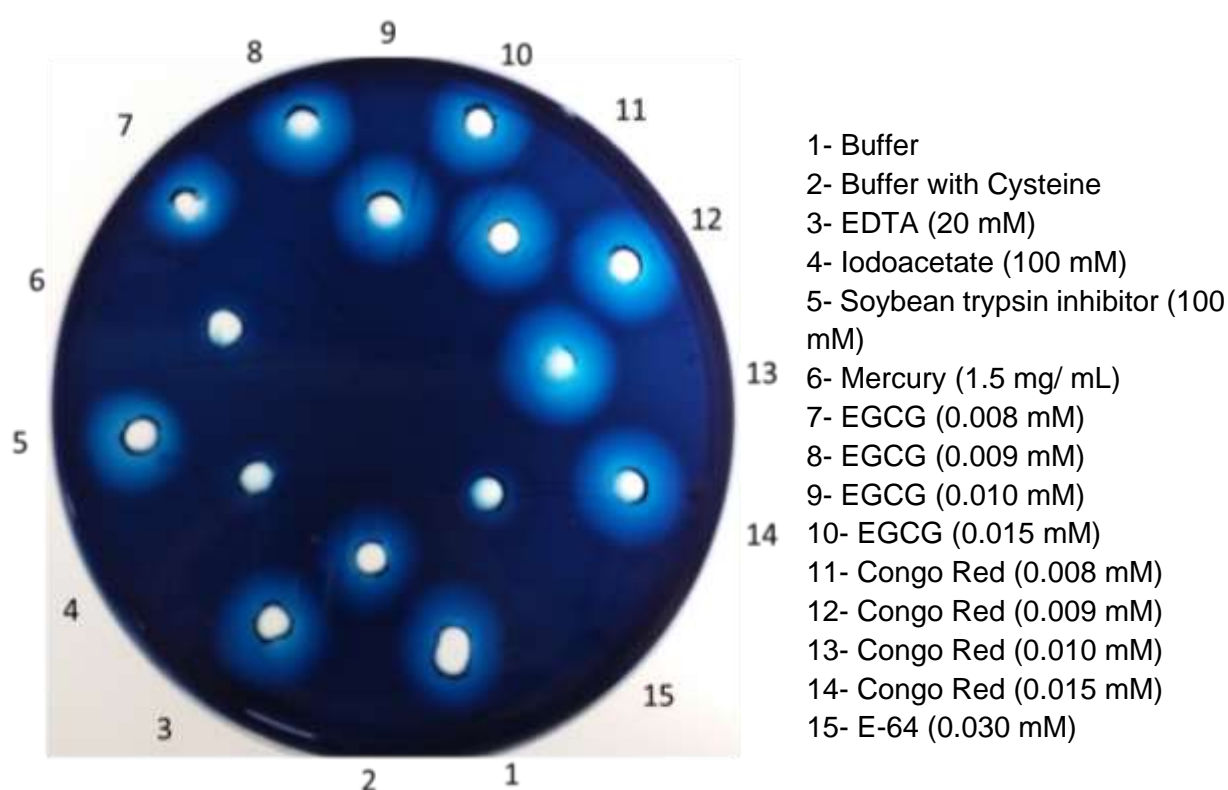 9
8
10
7
11
12
6
13
5
14
4
15
3
2
1
1- Buffer
2- Buffer with Cysteine
3- EDTA (20 mM)
4- Iodoacetate (100 mM)
5- Soybean trypsin inhibitor (100
mM)
6- Mercury (1.5 mg/ mL)
7- EGCG (0.008 mM)
8- EGCG (0.009 mM)
9- EGCG (0.010 mM)
10- EGCG (0.015 mM)
11- Congo Red (0.008 mM)
12- Congo Red (0.009 mM)
13- Congo Red (0.010 mM)
14- Congo Red (0.015 mM)
15- E-64 (0.030 mM)